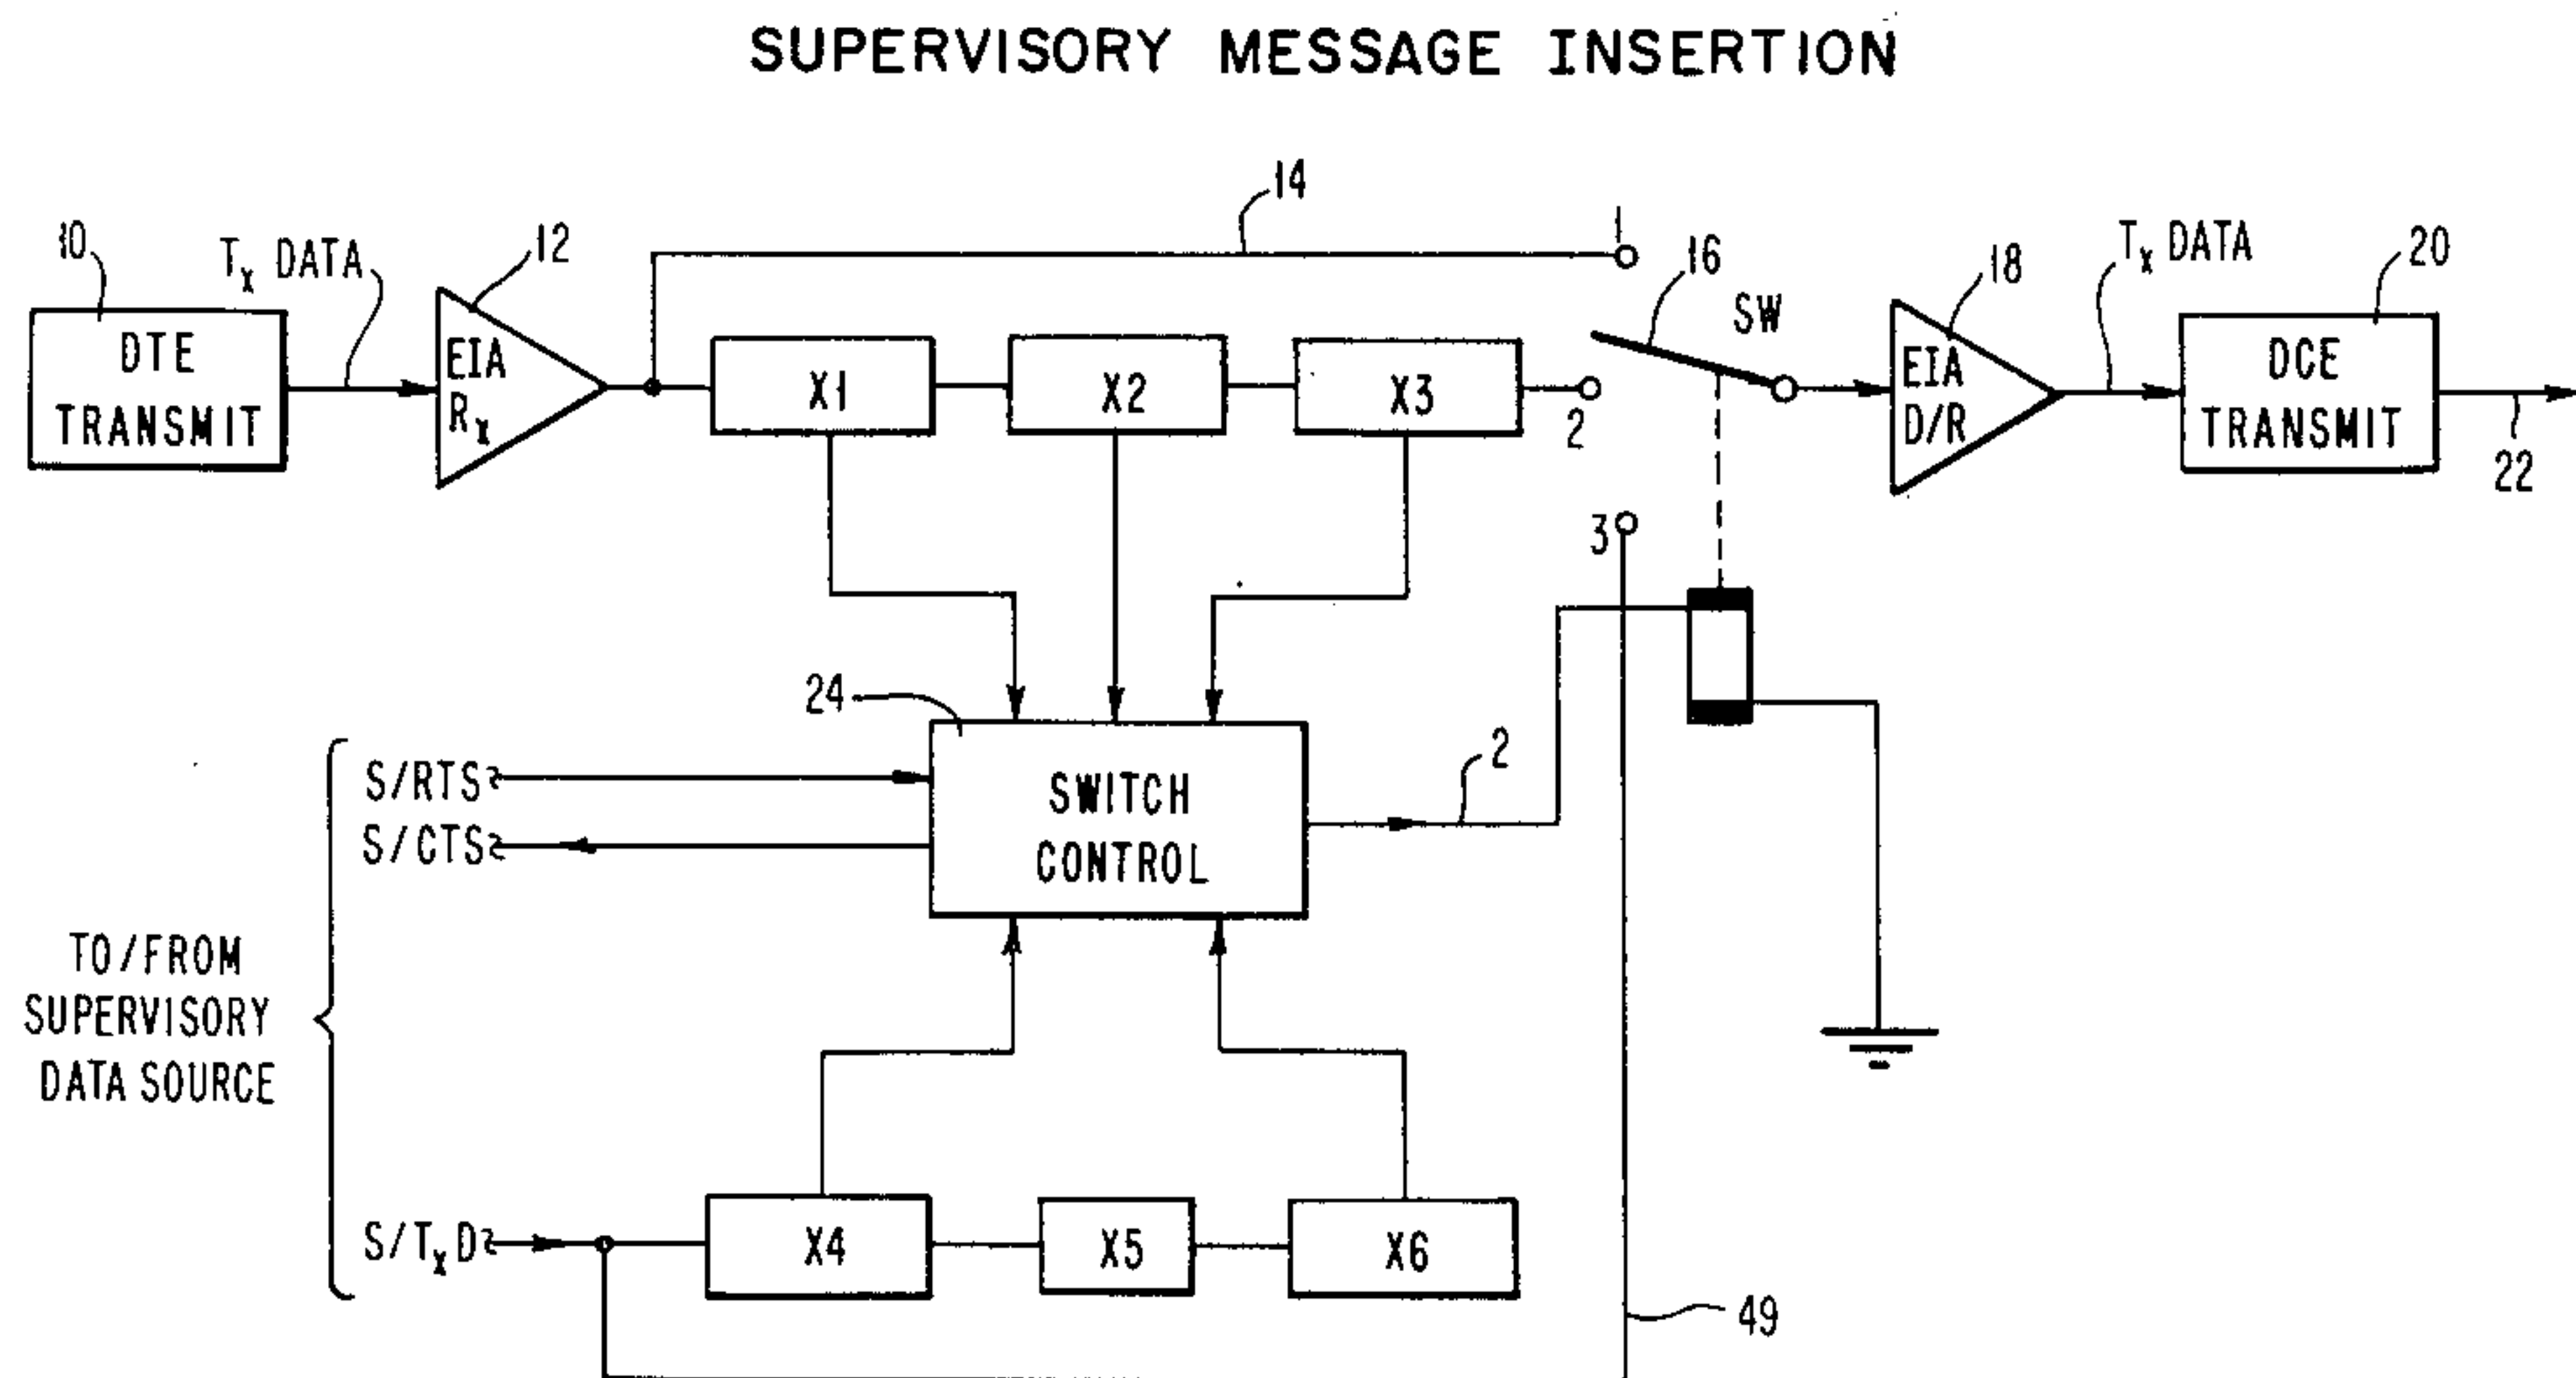 SUPERVISORY MESSAGE INSERTION
14
1
10
Tx DATA
12
16
SW
18
Tx DATA
20
DTE
TRANSMIT
EIA
Rx
X1
X2
X3
2
EIA
D/R
DCE
TRANSMIT
22
3
24
S/RTS
S/CTS
SWITCH
CONTROL
2
TO/FROM
SUPERVISORY
DATA SOURCE
S/TxD
X4
X5
X6
49